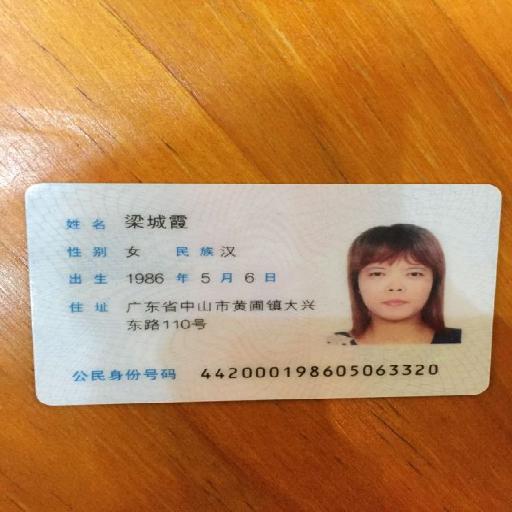 姓名 梁城霞
性别 女 民族 汉
出生 1986 年 5 月 6 日
住址 广东省中山市黄圃镇大兴
东路110号
公民身份号码 442000198605063320